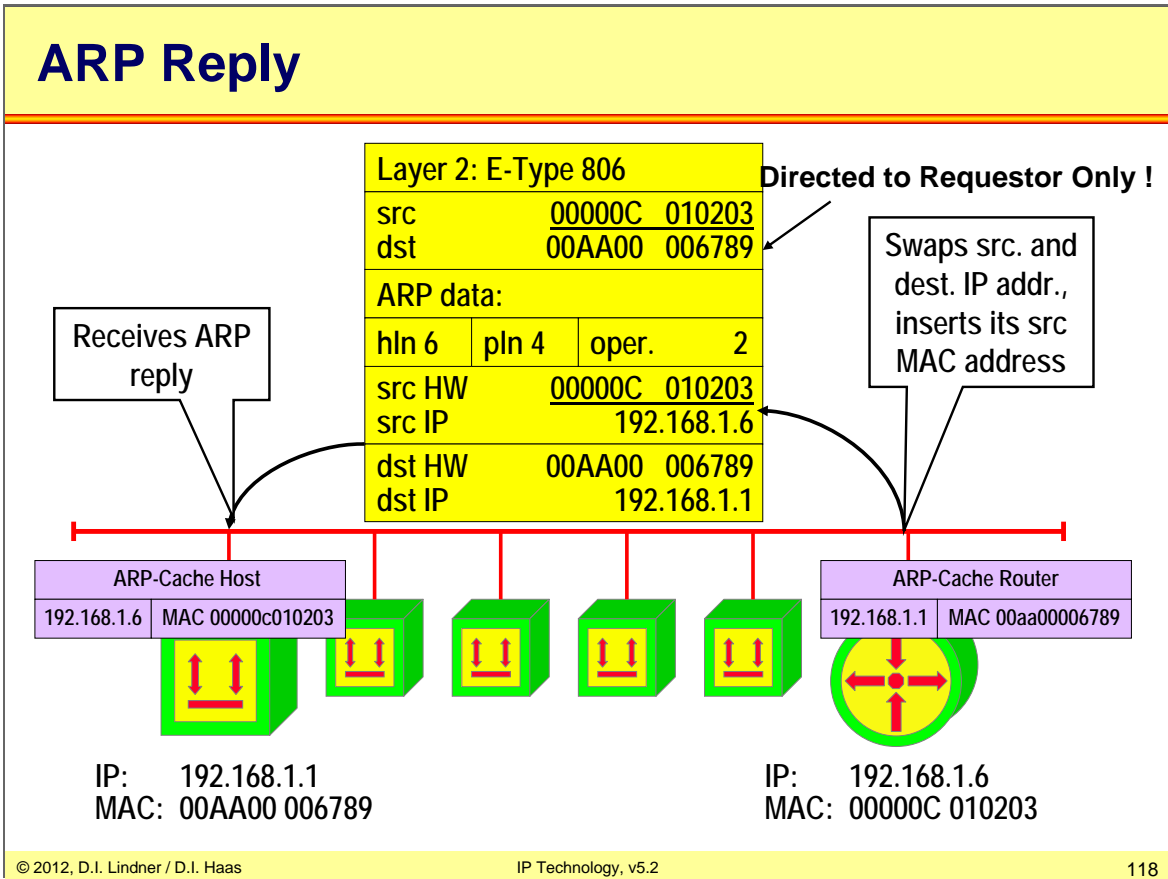 ARP Reply
Layer 2: E-Type 806
src 00000C 010203
dst 00AA00 006789
ARP data:
hln 6 pln 4 oper. 2
src HW 00000C 010203
src IP 192.168.1.6
dst HW 00AA00 006789
dst IP 192.168.1.1
Directed to Requestor Only !
Receives ARP
reply
Swaps src. and
dest. IP addr.,
inserts its src
MAC address
ARP-Cache Host
192.168.1.6 MAC 00000c010203
ARP-Cache Router
192.168.1.1 MAC 00aa00006789
IP: 192.168.1.1
MAC: 00AA00 006789
IP: 192.168.1.6
MAC: 00000C 010203
© 2012, D.I. Lindner / D.I. Haas
IP Technology, v5.2
118